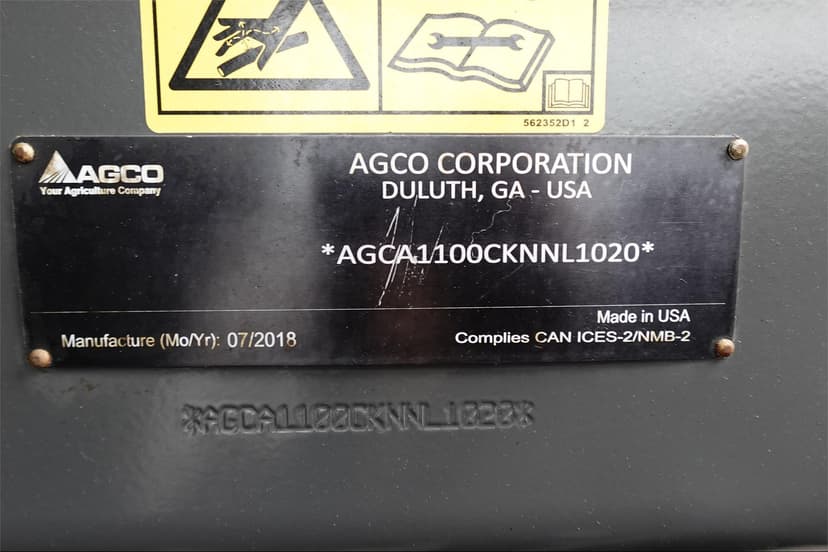 562352D1 2
AGCO
Your Agriculture Company
AGCO CORPORATION
DULUTH, GA - USA
*AGCA1100CKNNL1020*
Made in USA
Manufacture (Mo/Yr): 07/2018
Complies CAN ICES-2/NMB-2
*AGCA1100CKNNL1020*